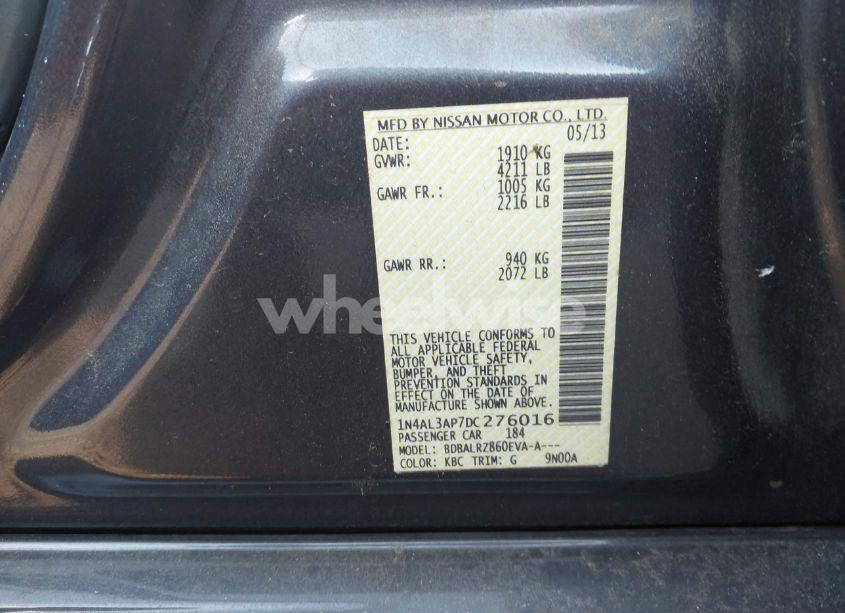 MFD BY NISSAN MOTOR CO., LTD.
DATE: 05/13
GVWR: 1910 KG
4211 LB
GAWR FR.: 1005 KG
2216 LB
GAWR RR.: 940 KG
2072 LB
wheelwise
THIS VEHICLE CONFORMS TO
ALL APPLICABLE FEDERAL
MOTOR VEHICLE SAFETY,
BUMPER, AND THEFT
PREVENTION STANDARDS IN
EFFECT ON THE DATE OF
MANUFACTURE SHOWN ABOVE.
1N4AL3AP7DC276016
PASSENGER CAR 184
MODEL: BDBALRZ860EVA-A---
COLOR: KBC TRIM: G 9N00A